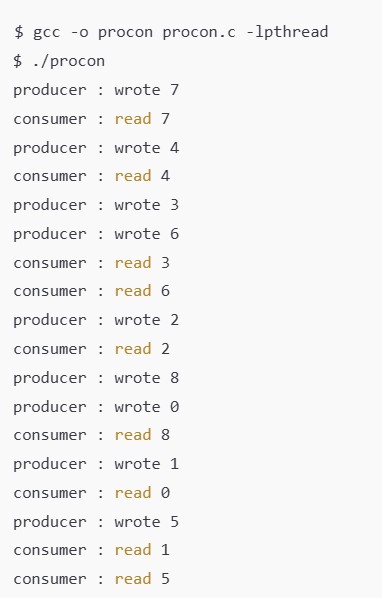 $ gcc -o procon procon.c -lpthread
$ ./procon
producer : wrote 7
consumer : read 7
producer : wrote 4
consumer : read 4
producer : wrote 3
producer : wrote 6
consumer : read 3
consumer : read 6
producer : wrote 2
consumer : read 2
producer : wrote 8
producer : wrote 0
consumer : read 8
producer : wrote 1
consumer : read 0
producer : wrote 5
consumer : read 1
consumer : read 5